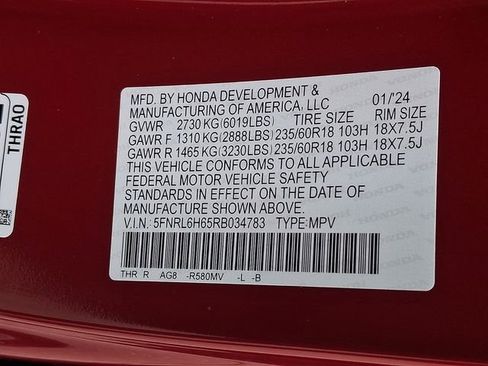 MFD. BY HONDA DEVELOPMENT &
MANUFACTURING OF AMERICA, LLC 01/'24
GVWR 2730 KG (6019LBS) TIRE SIZE RIM SIZE
GAWR F 1310 KG (2888LBS) 235/60R18 103H 18X7.5J
GAWR R 1465 KG (3230LBS) 235/60R18 103H 18X7.5J
THIS VEHICLE CONFORMS TO ALL APPLICABLE
FEDERAL MOTOR VEHICLE SAFETY
STANDARDS IN EFFECT ON THE DATE OF
MANUFACTURE SHOWN ABOVE.
V.I.N.: 5FNRL6H65RB034783 TYPE: MPV
THR R AG8 -R580MV -L -B
THRA0